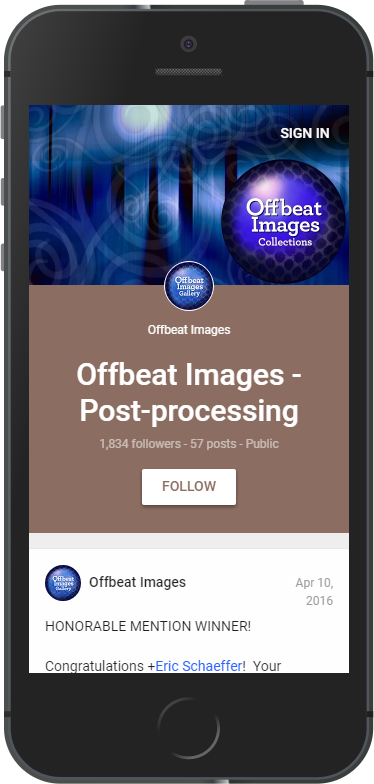 SIGN IN
Offbeat
Images
Collections
Offbeat
Images
Gallery
Offbeat Images
Offbeat Images -
Post-processing
1,834 followers - 57 posts - Public
FOLLOW
Offbeat
Images
Gallery
Offbeat Images
Apr 10,
2016
HONORABLE MENTION WINNER!
Congratulations +Eric Schaeffer!  Your